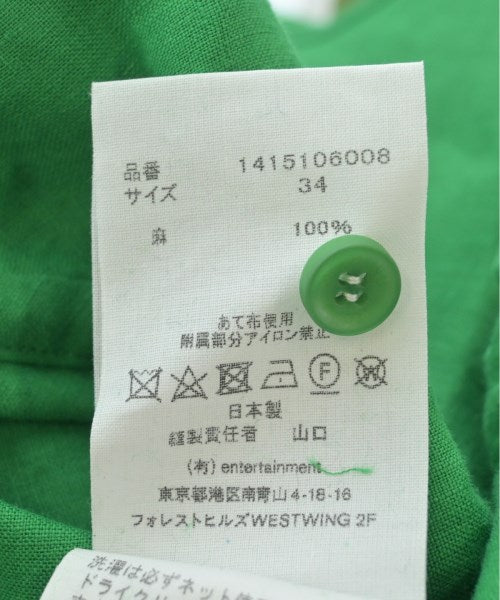 品番 1415106008
サイズ 34
麻 100%
あて布使用
附属部分アイロン禁止
F W
日本製
縫製責任者 山口
(有) entertainment
東京都港区南青山4-18-16
フォレストヒルズWESTWING 2F
洗濯は必ずネット使
ドライク